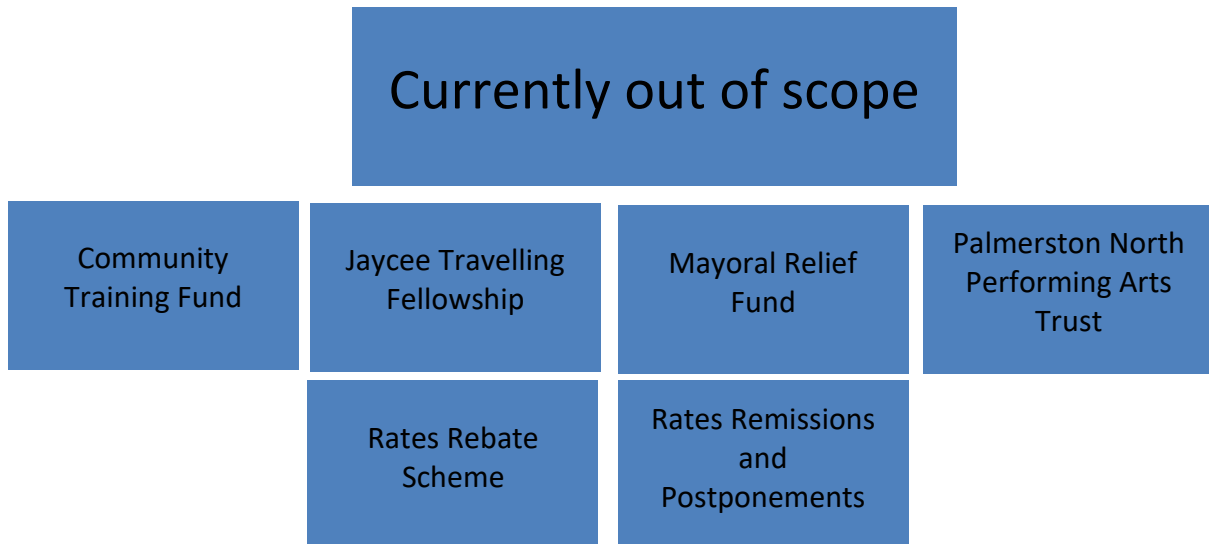 Currently out of scope
Community
Training Fund
Jaycee Travelling
Fellowship
Mayoral Relief
Fund
Palmerston North
Performing Arts
Trust
Rates Rebate
Scheme
Rates Remissions
and
Postponements